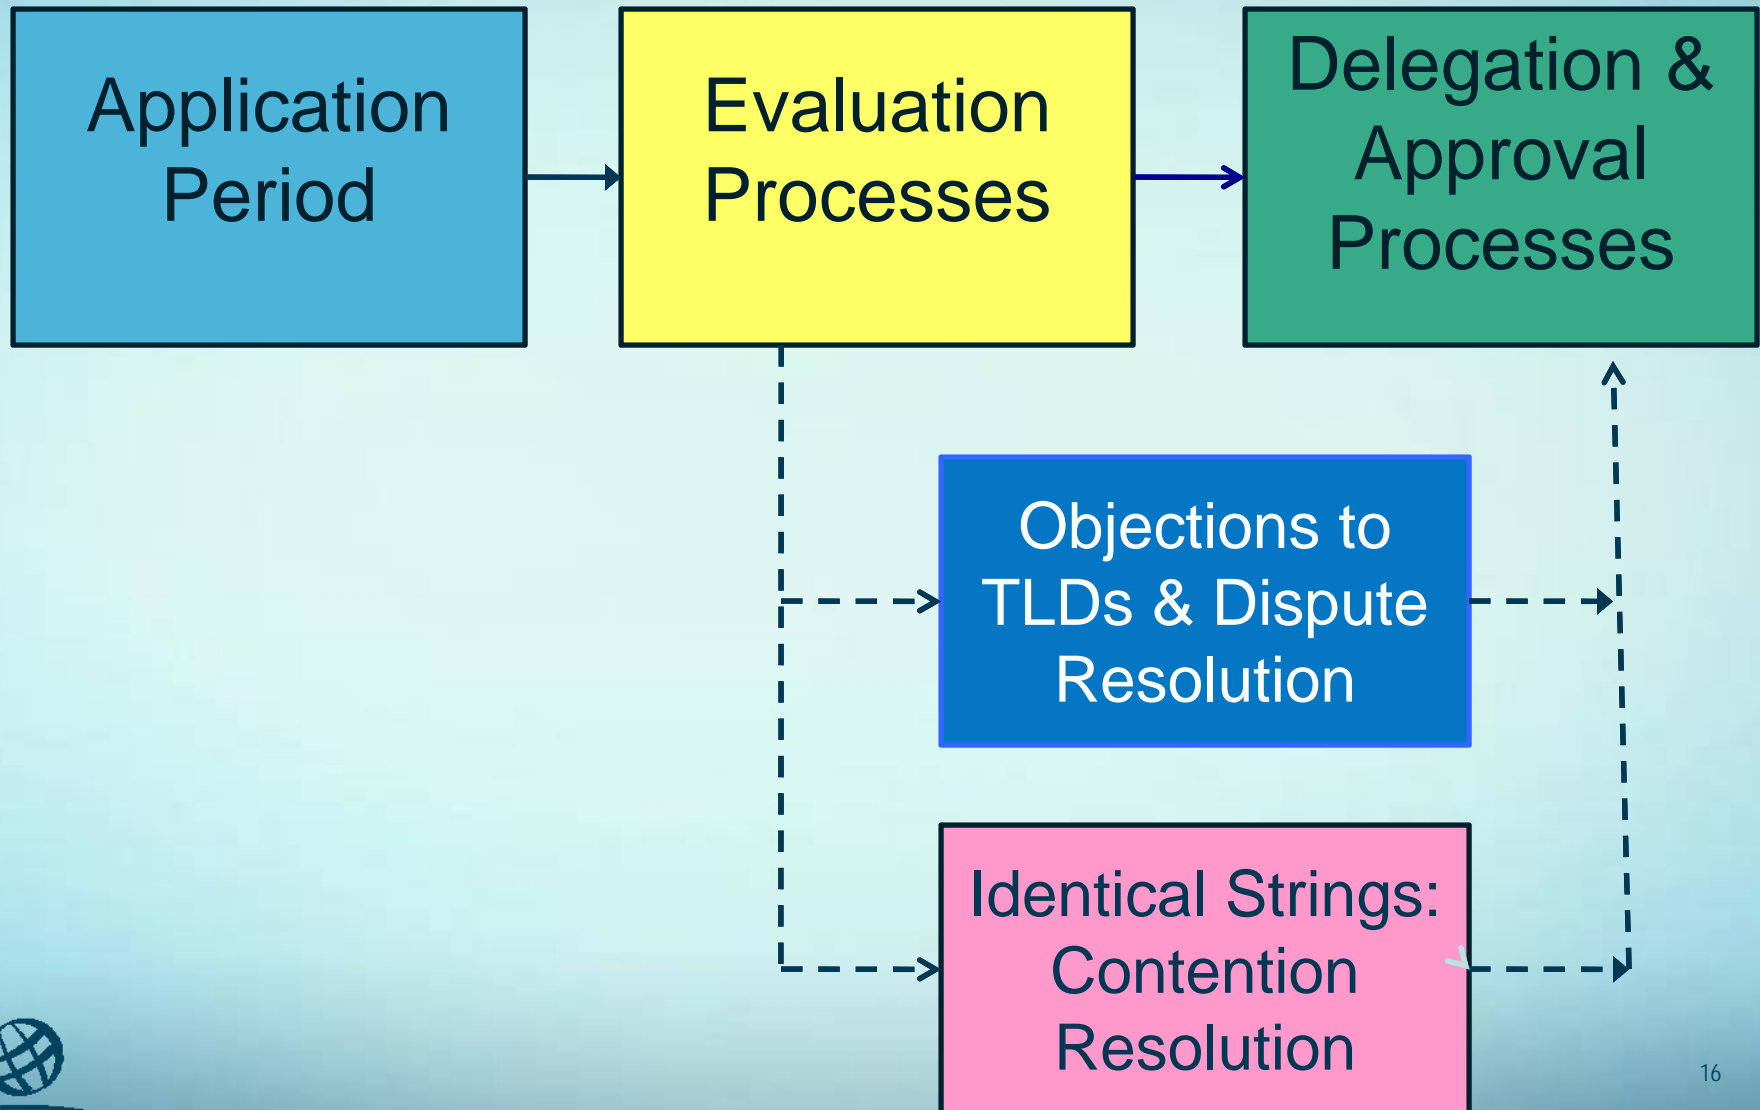 Application
Period
Evaluation
Processes
Delegation &
Approval
Processes
Objections to
TLDs & Dispute
Resolution
Identical Strings:
Contention
Resolution
16